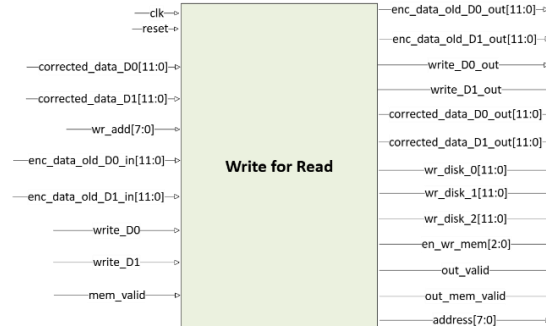 clk
reset
corrected_data_D0[11:0]
corrected_data_D1[11:0]
wr_add[7:0]
enc_data_old_D0_in[11:0]
enc_data_old_D1_in[11:0]
write_D0
write_D1
mem_valid
Write for Read
enc_data_old_D0_out[11:0]
enc_data_old_D1_out[11:0]
write_D0_out
write_D1_out
corrected_data_D0_out[11:0]
corrected_data_D1_out[11:0]
wr_disk_0[11:0]
wr_disk_1[11:0]
wr_disk_2[11:0]
en_wr_mem[2:0]
out_valid
out_mem_valid
address[7:0]